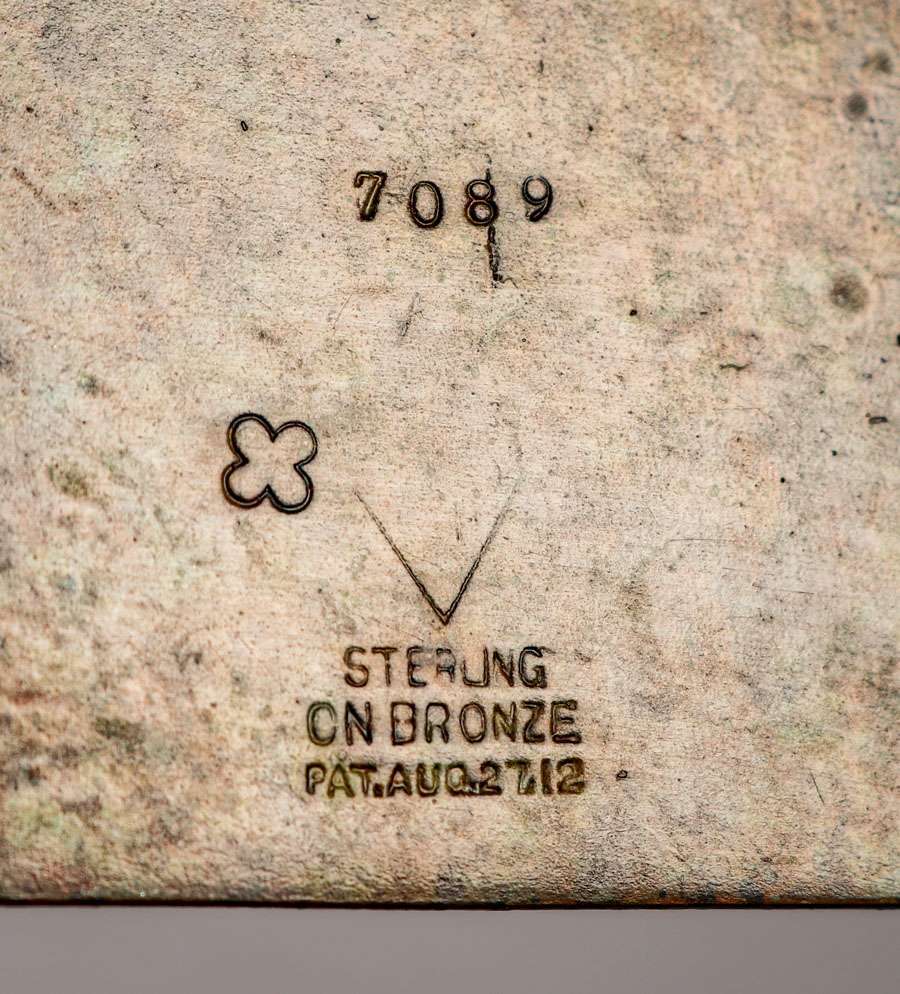 7089
STERLING
ON BRONZE
PAT. AUG. 27.12